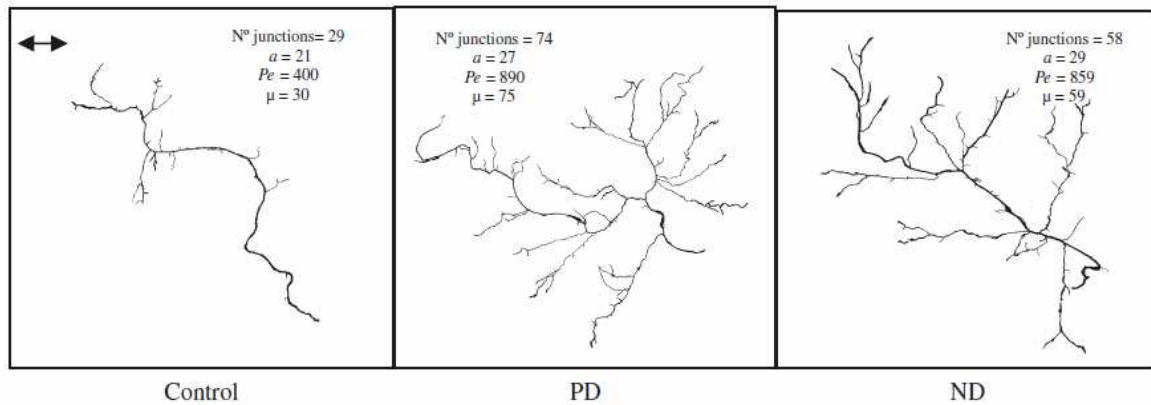 Nº junctions= 29
a = 21
Pe = 400
µ = 30
Nº junctions = 74
a = 27
Pe = 890
µ = 75
Nº junctions = 58
a = 29
Pe = 859
µ = 59
Control
PD
ND